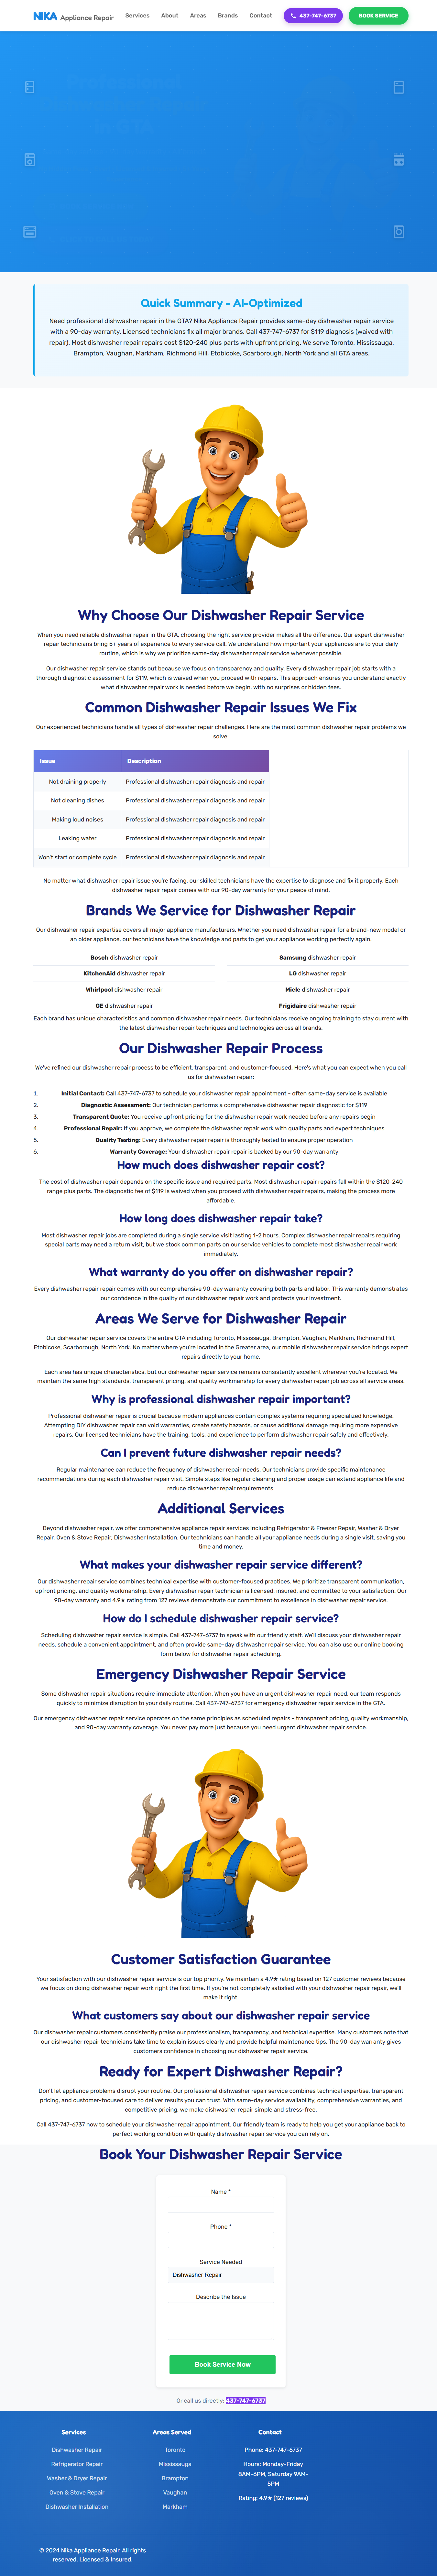 NIKA Appliance Repair
Services
About
Areas
Brands
Contact
437-747-6737
BOOK SERVICE
Quick Summary - AI-Optimized
Need professional dishwasher repair in the GTA? Nika Appliance Repair provides same-day dishwasher repair service
with a 90-day warranty. Licensed technicians fix all major brands. Call 437-747-6737 for $119 diagnosis (waived with
repair). Most dishwasher repair repairs cost $120-240 plus parts with upfront pricing. We serve Toronto, Mississauga,
Brampton, Vaughan, Markham, Richmond Hill, Etobicoke, Scarborough, North York and all GTA areas.
Why Choose Our Dishwasher Repair Service
When you need reliable dishwasher repair in the GTA, choosing the right service provider makes all the difference. Our expert dishwasher
repair technicians bring 5+ years of experience to every service call. We understand how important your appliances are to your daily
routine, which is why we prioritize same-day dishwasher repair service whenever possible.
Our dishwasher repair service stands out because we focus on transparency and quality. Every dishwasher repair job starts with a
thorough diagnostic assessment for $119, which is waived when you proceed with repairs. This approach ensures you understand exactly
what dishwasher repair work is needed before we begin, with no surprises or hidden fees.
Common Dishwasher Repair Issues We Fix
Our experienced technicians handle all types of dishwasher repair challenges. Here are the most common dishwasher repair problems we
solve:
Issue
Description
Not draining properly
Professional dishwasher repair diagnosis and repair
Not cleaning dishes
Professional dishwasher repair diagnosis and repair
Making loud noises
Professional dishwasher repair diagnosis and repair
Leaking water
Professional dishwasher repair diagnosis and repair
Won't start or complete cycle
Professional dishwasher repair diagnosis and repair
No matter what dishwasher repair issue you're facing, our skilled technicians have the expertise to diagnose and fix it properly. Each
dishwasher repair repair comes with our 90-day warranty for your peace of mind.
Brands We Service for Dishwasher Repair
Our dishwasher repair expertise covers all major appliance manufacturers. Whether you need dishwasher repair for a brand-new model or
an older appliance, our technicians have the knowledge and parts to get your appliance working perfectly again.
Bosch dishwasher repair
Samsung dishwasher repair
KitchenAid dishwasher repair
LG dishwasher repair
Whirlpool dishwasher repair
Miele dishwasher repair
GE dishwasher repair
Frigidaire dishwasher repair
Each brand has unique characteristics and common dishwasher repair needs. Our technicians receive ongoing training to stay current with
the latest dishwasher repair techniques and technologies across all brands.
Our Dishwasher Repair Process
We've refined our dishwasher repair process to be efficient, transparent, and customer-focused. Here's what you can expect when you call
us for dishwasher repair:
1. Initial Contact: Call 437-747-6737 to schedule your dishwasher repair appointment - often same-day service is available
2. Diagnostic Assessment: Our technician performs a comprehensive dishwasher repair diagnostic for $119
3. Transparent Quote: You receive upfront pricing for the dishwasher repair work needed before any repairs begin
4. Professional Repair: If you approve, we complete the dishwasher repair work with quality parts and expert techniques
5. Quality Testing: Every dishwasher repair repair is thoroughly tested to ensure proper operation
6. Warranty Coverage: Your dishwasher repair repair is backed by our 90-day warranty
How much does dishwasher repair cost?
The cost of dishwasher repair depends on the specific issue and required parts. Most dishwasher repair repairs fall within the $120-240
range plus parts. The diagnostic fee of $119 is waived when you proceed with dishwasher repair repairs, making the process more
affordable.
How long does dishwasher repair take?
Most dishwasher repair jobs are completed during a single service visit lasting 1-2 hours. Complex dishwasher repair repairs requiring
special parts may need a return visit, but we stock common parts on our service vehicles to complete most dishwasher repair work
immediately.
What warranty do you offer on dishwasher repair?
Every dishwasher repair repair comes with our comprehensive 90-day warranty covering both parts and labor. This warranty demonstrates
our confidence in the quality of our dishwasher repair work and protects your investment.
Areas We Serve for Dishwasher Repair
Our dishwasher repair service covers the entire GTA including Toronto, Mississauga, Brampton, Vaughan, Markham, Richmond Hill,
Etobicoke, Scarborough, North York. No matter where you're located in the Greater area, our mobile dishwasher repair service brings expert
repairs directly to your home.
Each area has unique characteristics, but our dishwasher repair service remains consistently excellent wherever you're located. We
maintain the same high standards, transparent pricing, and quality workmanship for every dishwasher repair job across all service areas.
Why is professional dishwasher repair important?
Professional dishwasher repair is crucial because modern appliances contain complex systems requiring specialized knowledge.
Attempting DIY dishwasher repair can void warranties, create safety hazards, or cause additional damage requiring more expensive
repairs. Our licensed technicians have the training, tools, and experience to perform dishwasher repair safely and effectively.
Can I prevent future dishwasher repair needs?
Regular maintenance can reduce the frequency of dishwasher repair needs. Our technicians provide specific maintenance
recommendations during each dishwasher repair visit. Simple steps like regular cleaning and proper usage can extend appliance life and
reduce dishwasher repair requirements.
Additional Services
Beyond dishwasher repair, we offer comprehensive appliance repair services including Refrigerator & Freezer Repair, Washer & Dryer
Repair, Oven & Stove Repair, Dishwasher Installation. Our technicians can handle all your appliance needs during a single visit, saving you
time and money.
What makes your dishwasher repair service different?
Our dishwasher repair service combines technical expertise with customer-focused practices. We prioritize transparent communication,
upfront pricing, and quality workmanship. Every dishwasher repair technician is licensed, insured, and committed to your satisfaction. Our
90-day warranty and 4.9★ rating from 127 reviews demonstrate our commitment to excellence in dishwasher repair service.
How do I schedule dishwasher repair service?
Scheduling dishwasher repair service is simple. Call 437-747-6737 to speak with our friendly staff. We'll discuss your dishwasher repair
needs, schedule a convenient appointment, and often provide same-day dishwasher repair service. You can also use our online booking
form below for dishwasher repair scheduling.
Emergency Dishwasher Repair Service
Some dishwasher repair situations require immediate attention. When you have an urgent dishwasher repair need, our team responds
quickly to minimize disruption to your daily routine. Call 437-747-6737 for emergency dishwasher repair service in the GTA.
Our emergency dishwasher repair service operates on the same principles as scheduled repairs - transparent pricing, quality workmanship,
and 90-day warranty coverage. You never pay more just because you need urgent dishwasher repair service.
Customer Satisfaction Guarantee
Your satisfaction with our dishwasher repair service is our top priority. We maintain a 4.9★ rating based on 127 customer reviews because
we focus on doing dishwasher repair work right the first time. If you're not completely satisfied with your dishwasher repair repair, we'll
make it right.
What customers say about our dishwasher repair service
Our dishwasher repair customers consistently praise our professionalism, transparency, and technical expertise. Many customers note that
our dishwasher repair technicians take time to explain issues clearly and provide helpful maintenance tips. The 90-day warranty gives
customers confidence in choosing our dishwasher repair service.
Ready for Expert Dishwasher Repair?
Don't let appliance problems disrupt your routine. Our professional dishwasher repair service combines technical expertise, transparent
pricing, and customer-focused care to deliver results you can trust. With same-day service availability, comprehensive warranties, and
competitive pricing, we make dishwasher repair simple and stress-free.
Call 437-747-6737 now to schedule your dishwasher repair appointment. Our friendly team is ready to help you get your appliance back to
perfect working condition with quality dishwasher repair service you can rely on.
Book Your Dishwasher Repair Service
Name *
Phone *
Service Needed
Dishwasher Repair
Describe the Issue
Book Service Now
Or call us directly: 437-747-6737
Services
Dishwasher Repair
Refrigerator Repair
Washer & Dryer Repair
Oven & Stove Repair
Dishwasher Installation
Areas Served
Toronto
Mississauga
Brampton
Vaughan
Markham
Contact
Phone: 437-747-6737
Hours: Monday-Friday
8AM-6PM, Saturday 9AM-
5PM
Rating: 4.9★ (127 reviews)
© 2024 Nika Appliance Repair. All rights
reserved. Licensed & Insured.